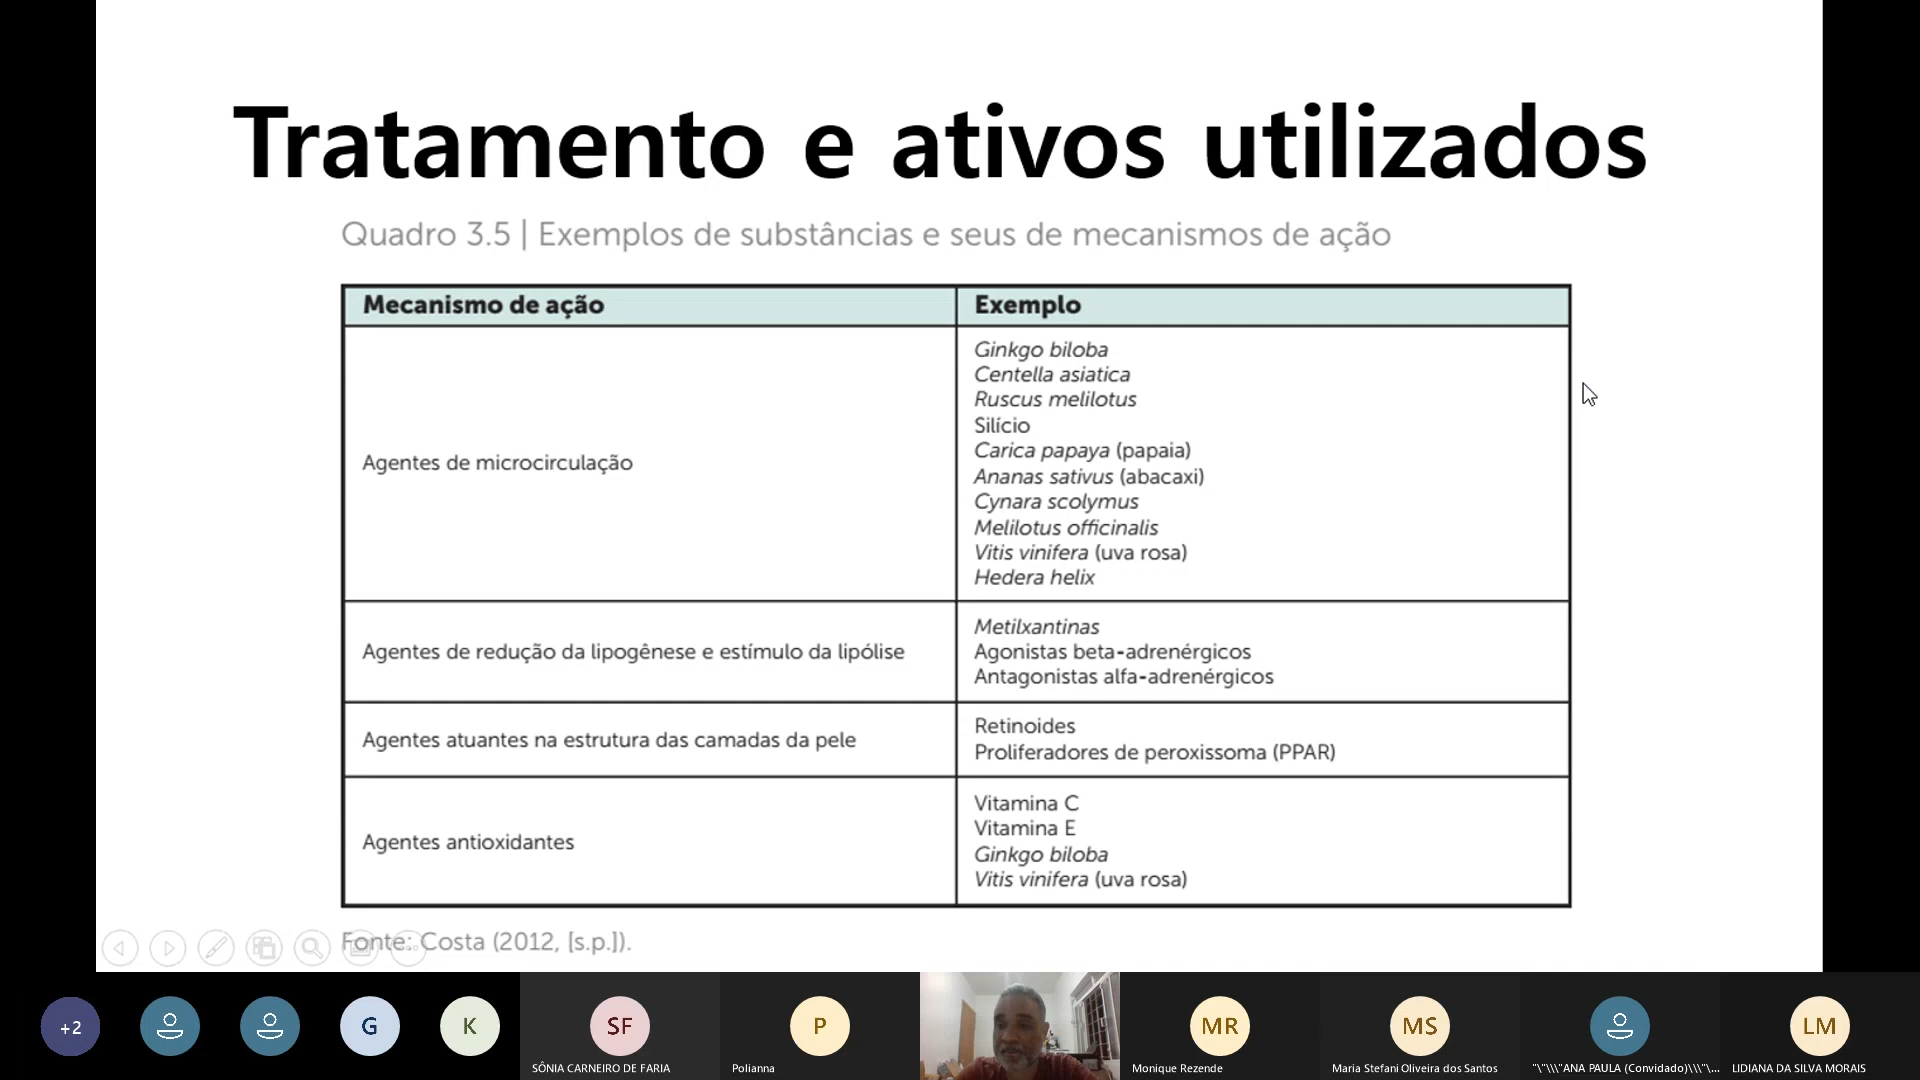 Tratamento e ativos utilizados
Quadro 3.5 | Exemplos de substâncias e seus de mecanismos de ação
Mecanismo de ação
Exemplo
Agentes de microcirculação
Ginkgo biloba
Centella asiatica
Ruscus melilotus
Silício
Carica papaya (papaia)
Ananas sativus (abacaxi)
Cynara scolymus
Melilotus officinalis
Vitis vinifera (uva rosa)
Hedera helix
Agentes de redução da lipogênese e estímulo da lipólise
Metilxantinas
Agonistas beta-adrenérgicos
Antagonistas alfa-adrenérgicos
Agentes atuantes na estrutura das camadas da pele
Retinoides
Proliferadores de peroxissoma (PPAR)
Agentes antioxidantes
Vitamina C
Vitamina E
Ginkgo biloba
Vitis vinifera (uva rosa)
Fonte: Costa (2012, [s.p.]).
+2
G
K
SF
SÔNIA CARNEIRO DE FARIA
P
Polianna
MR
Monique Rezende
MS
Maria Stefani Oliveira dos Santos
"\"\\\"ANA PAULA (Convidado)\\\"\...
LM
LIDIANA DA SILVA MORAIS